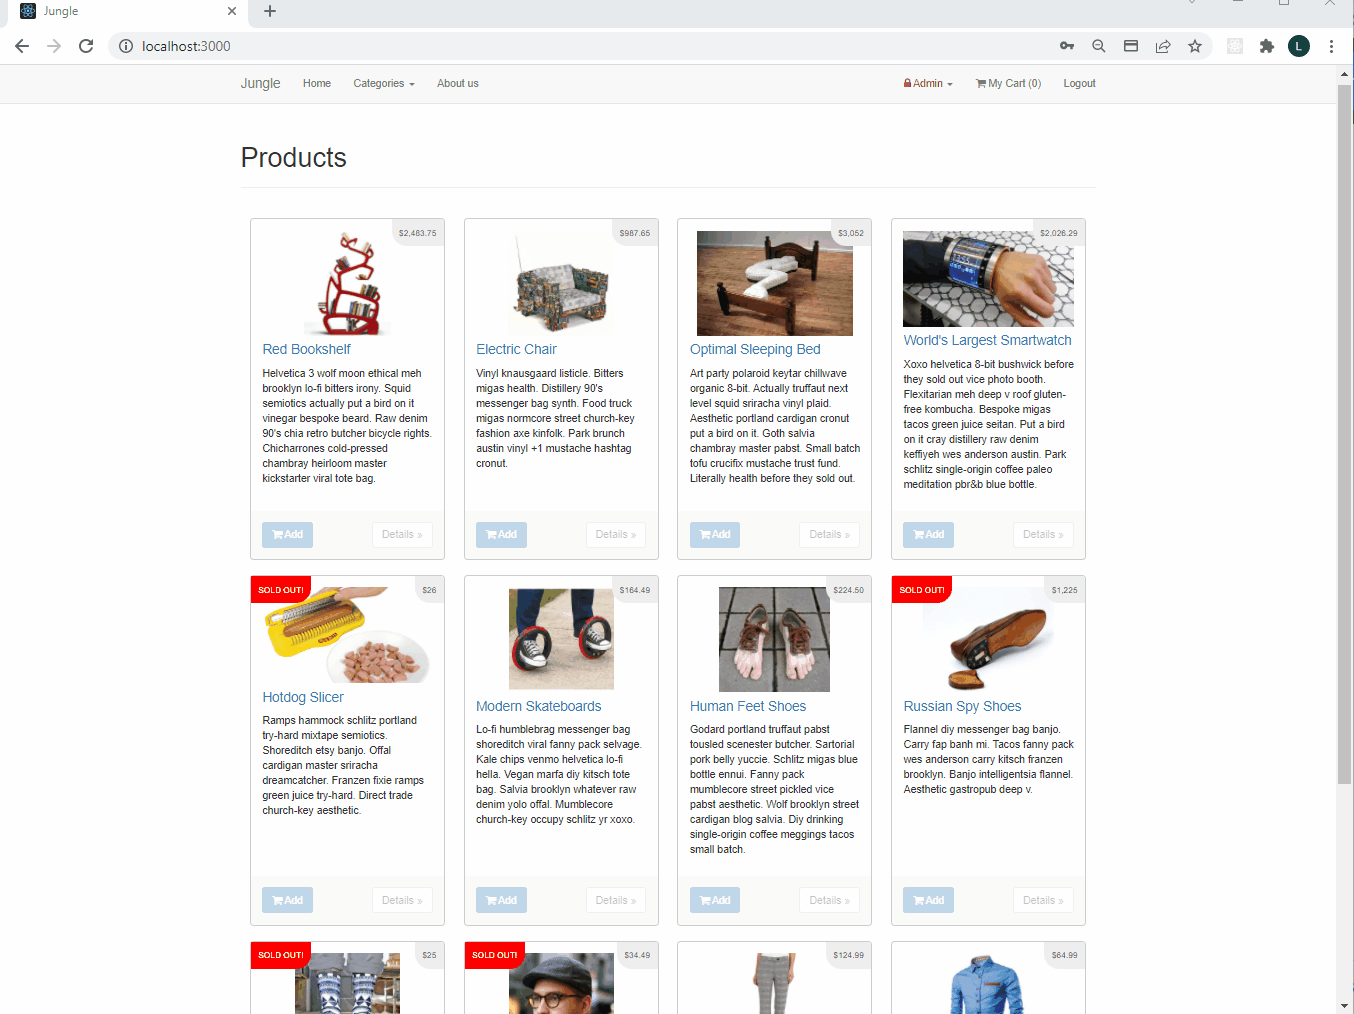 Jungle
localhost:3000
L
Jungle
Home
Categories
About us
Admin
My Cart (0)
Logout
Products
$2,483.75
Red Bookshelf
Helvetica 3 wolf moon ethical meh
brooklyn lo-fi bitters irony. Squid
semiotics actually put a bird on it
vinegar bespoke beard. Raw denim
90's chia retro butcher bicycle rights.
Chicharrones cold-pressed
chambray heirloom master
kickstarter viral tote bag.
Add
Details »
$987.65
Electric Chair
Vinyl knausgaard listicle. Bitters
migas health. Distillery 90's
messenger bag synth. Food truck
migas normcore street church-key
fashion axe kinfolk. Park brunch
austin vinyl +1 mustache hashtag
cronut.
Add
Details »
$3,052
Optimal Sleeping Bed
Art party polaroid keytar chillwave
organic 8-bit. Actually truffaut next
level squid sriracha vinyl plaid.
Aesthetic portland cardigan cronut
put a bird on it. Goth salvia
chambray master pabst. Small batch
tofu crucifix mustache trust fund.
Literally health before they sold out.
Add
Details »
$2,026.29
World's Largest Smartwatch
Xoxo helvetica 8-bit bushwick before
they sold out vice photo booth.
Flexitarian meh deep v roof gluten-
free kombucha. Bespoke migas
tacos green juice seitan. Put a bird
on it cray distillery raw denim
keffiyeh wes anderson austin. Park
schlitz single-origin coffee paleo
meditation pbr&b blue bottle.
Add
Details »
SOLD OUT!
$26
Hotdog Slicer
Ramps hammock schlitz portland
try-hard mixtape semiotics.
Shoreditch etsy banjo. Offal
cardigan master sriracha
dreamcatcher. Franzen fixie ramps
green juice try-hard. Direct trade
church-key aesthetic.
Add
Details »
$164.49
Modern Skateboards
Lo-fi humblebrag messenger bag
shoreditch viral fanny pack selvage.
Kale chips venmo helvetica lo-fi
hella. Vegan marfa diy kitsch tote
bag. Salvia brooklyn whatever raw
denim yolo offal. Mumblecore
church-key occupy schlitz yr xoxo.
Add
Details »
$224.50
Human Feet Shoes
Godard portland truffaut pabst
tousled scenester butcher. Sartorial
pork belly yuccie. Schlitz migas blue
bottle ennui. Fanny pack
mumblecore street pickled vice
pabst aesthetic. Wolf brooklyn street
cardigan blog salvia. Diy drinking
single-origin coffee meggings tacos
small batch.
Add
Details »
SOLD OUT!
$1,225
Russian Spy Shoes
Flannel diy messenger bag banjo.
Carry fap banh mi. Tacos fanny pack
wes anderson carry kitsch franzen
brooklyn. Banjo intelligentsia flannel.
Aesthetic gastropub deep v.
Add
Details »
SOLD OUT!
$25
SOLD OUT!
$34.49
$124.99
$64.99